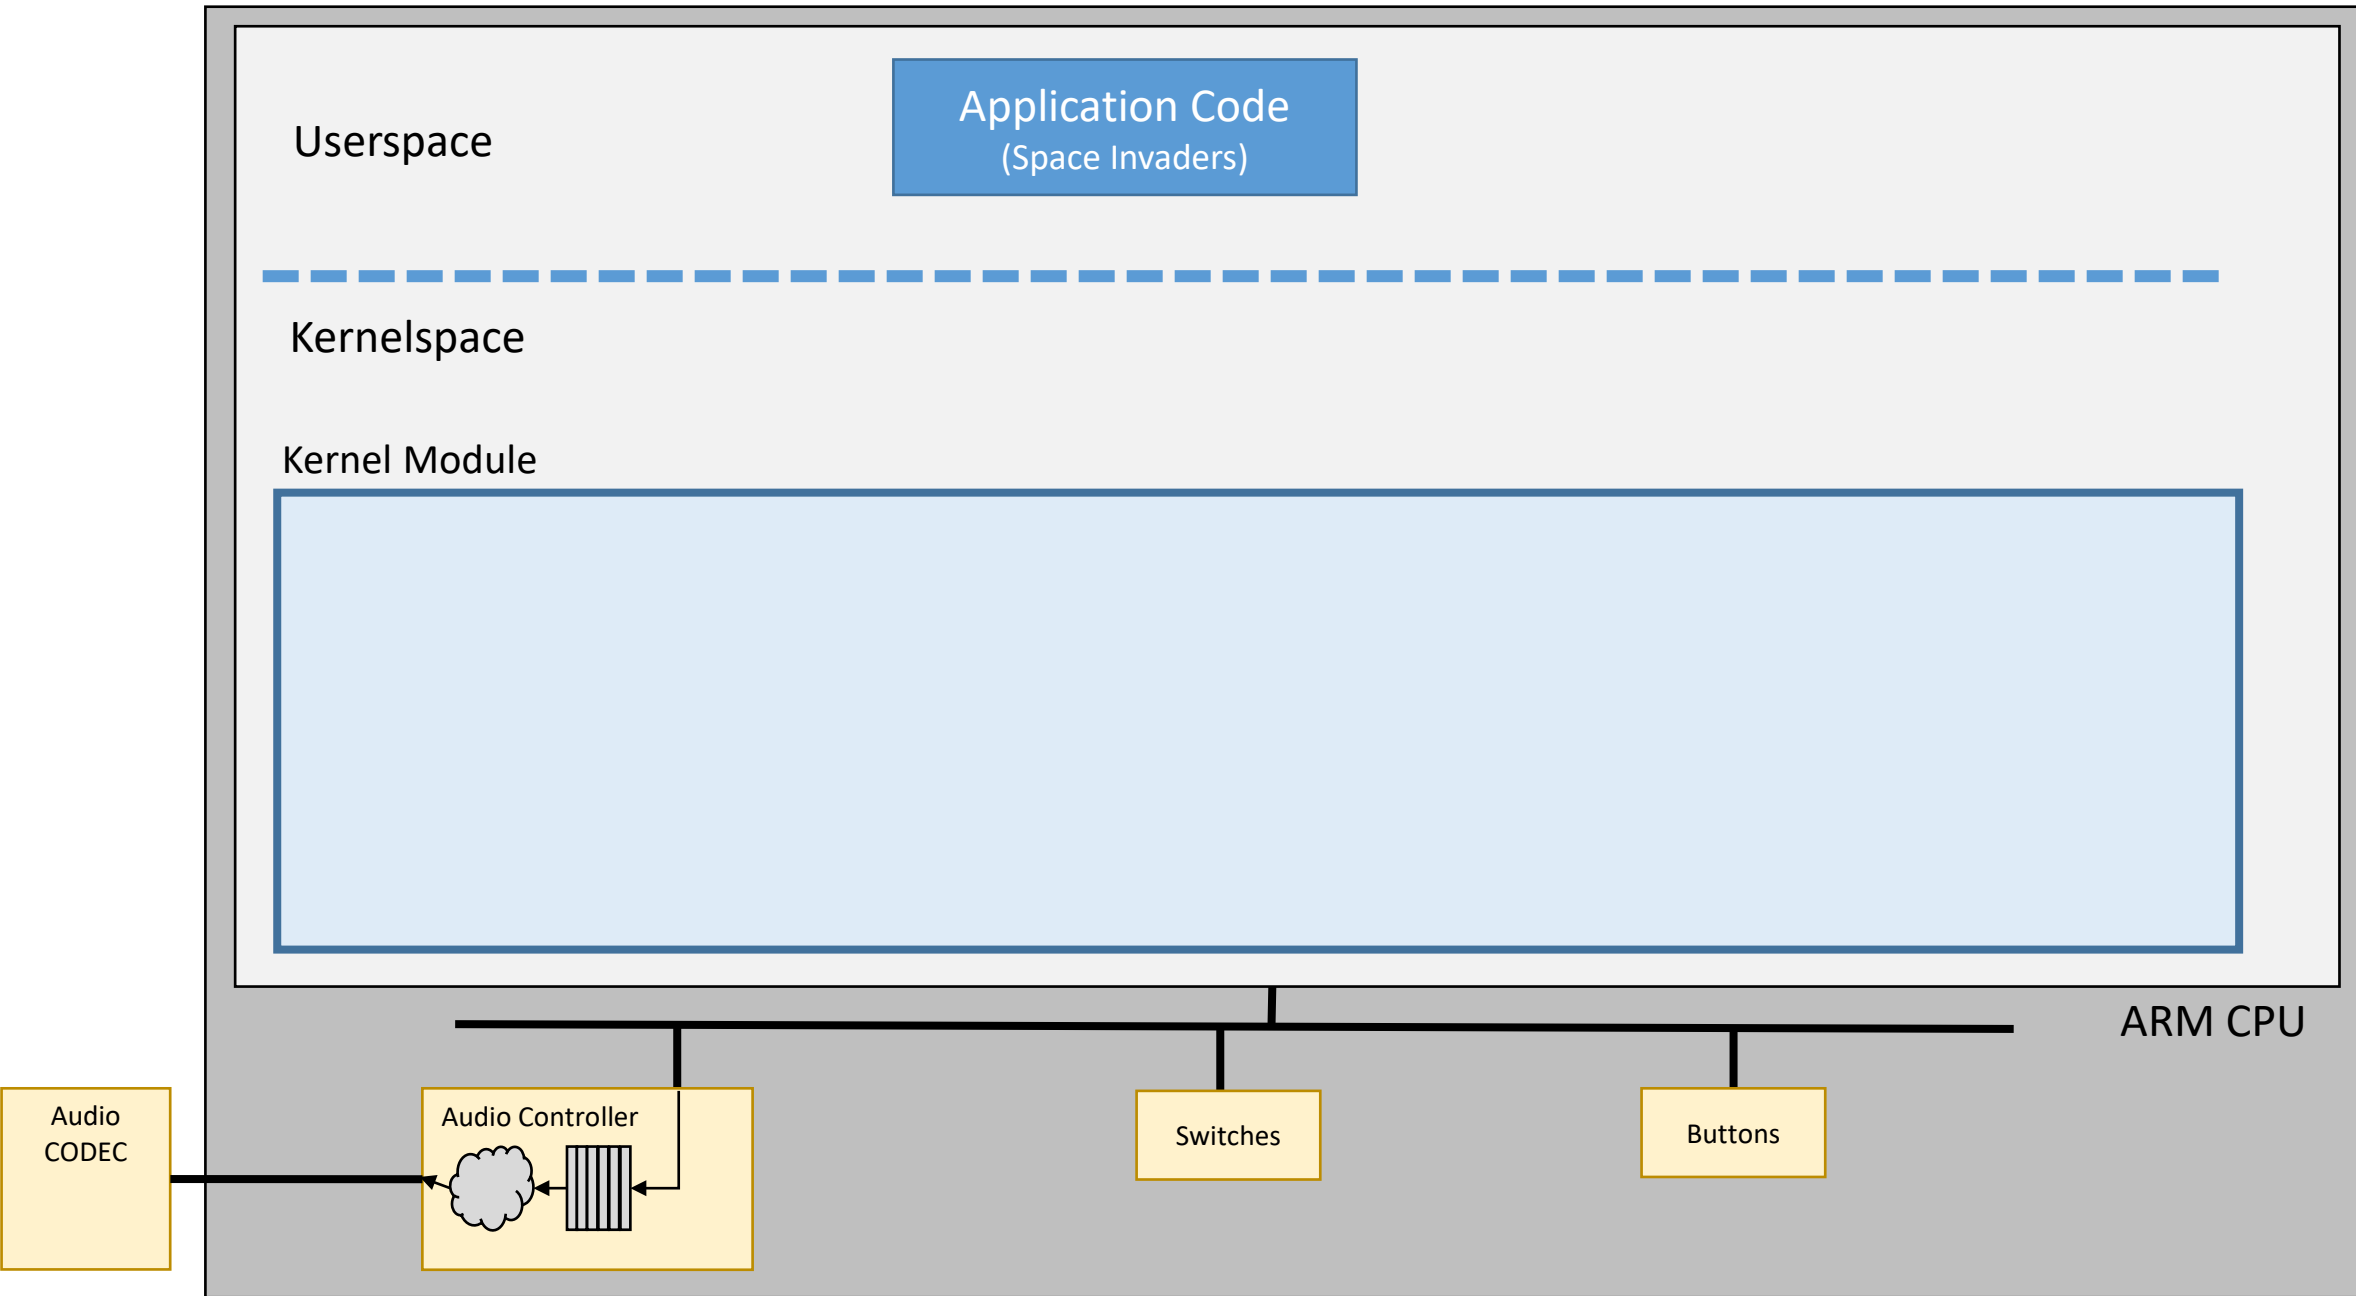 Application Code
(Space Invaders)
Userspace
Kernelspace
Kernel Module
ARM CPU
Audio
CODEC
Audio Controller
Switches
Buttons